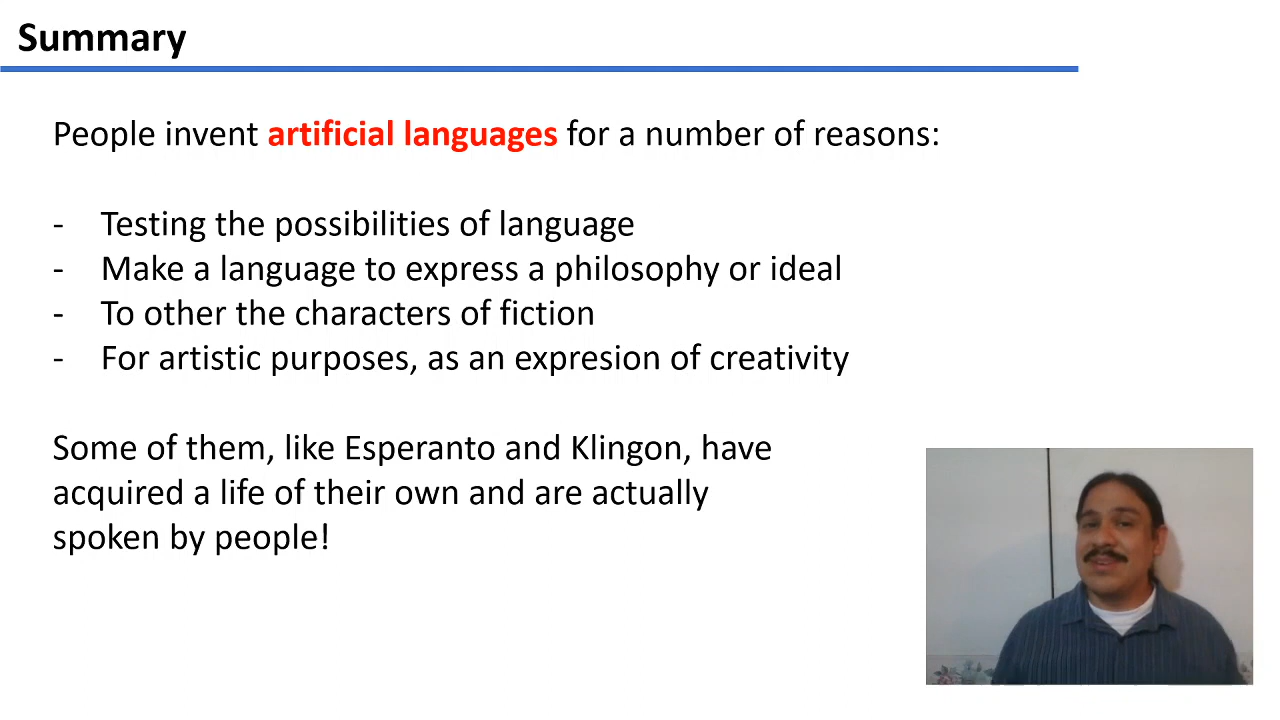 Summary
People invent artificial languages for a number of reasons:
- Testing the possibilities of language
- Make a language to express a philosophy or ideal
- To other the characters of fiction
- For artistic purposes, as an expresion of creativity
Some of them, like Esperanto and Klingon, have
acquired a life of their own and are actually
spoken by people!